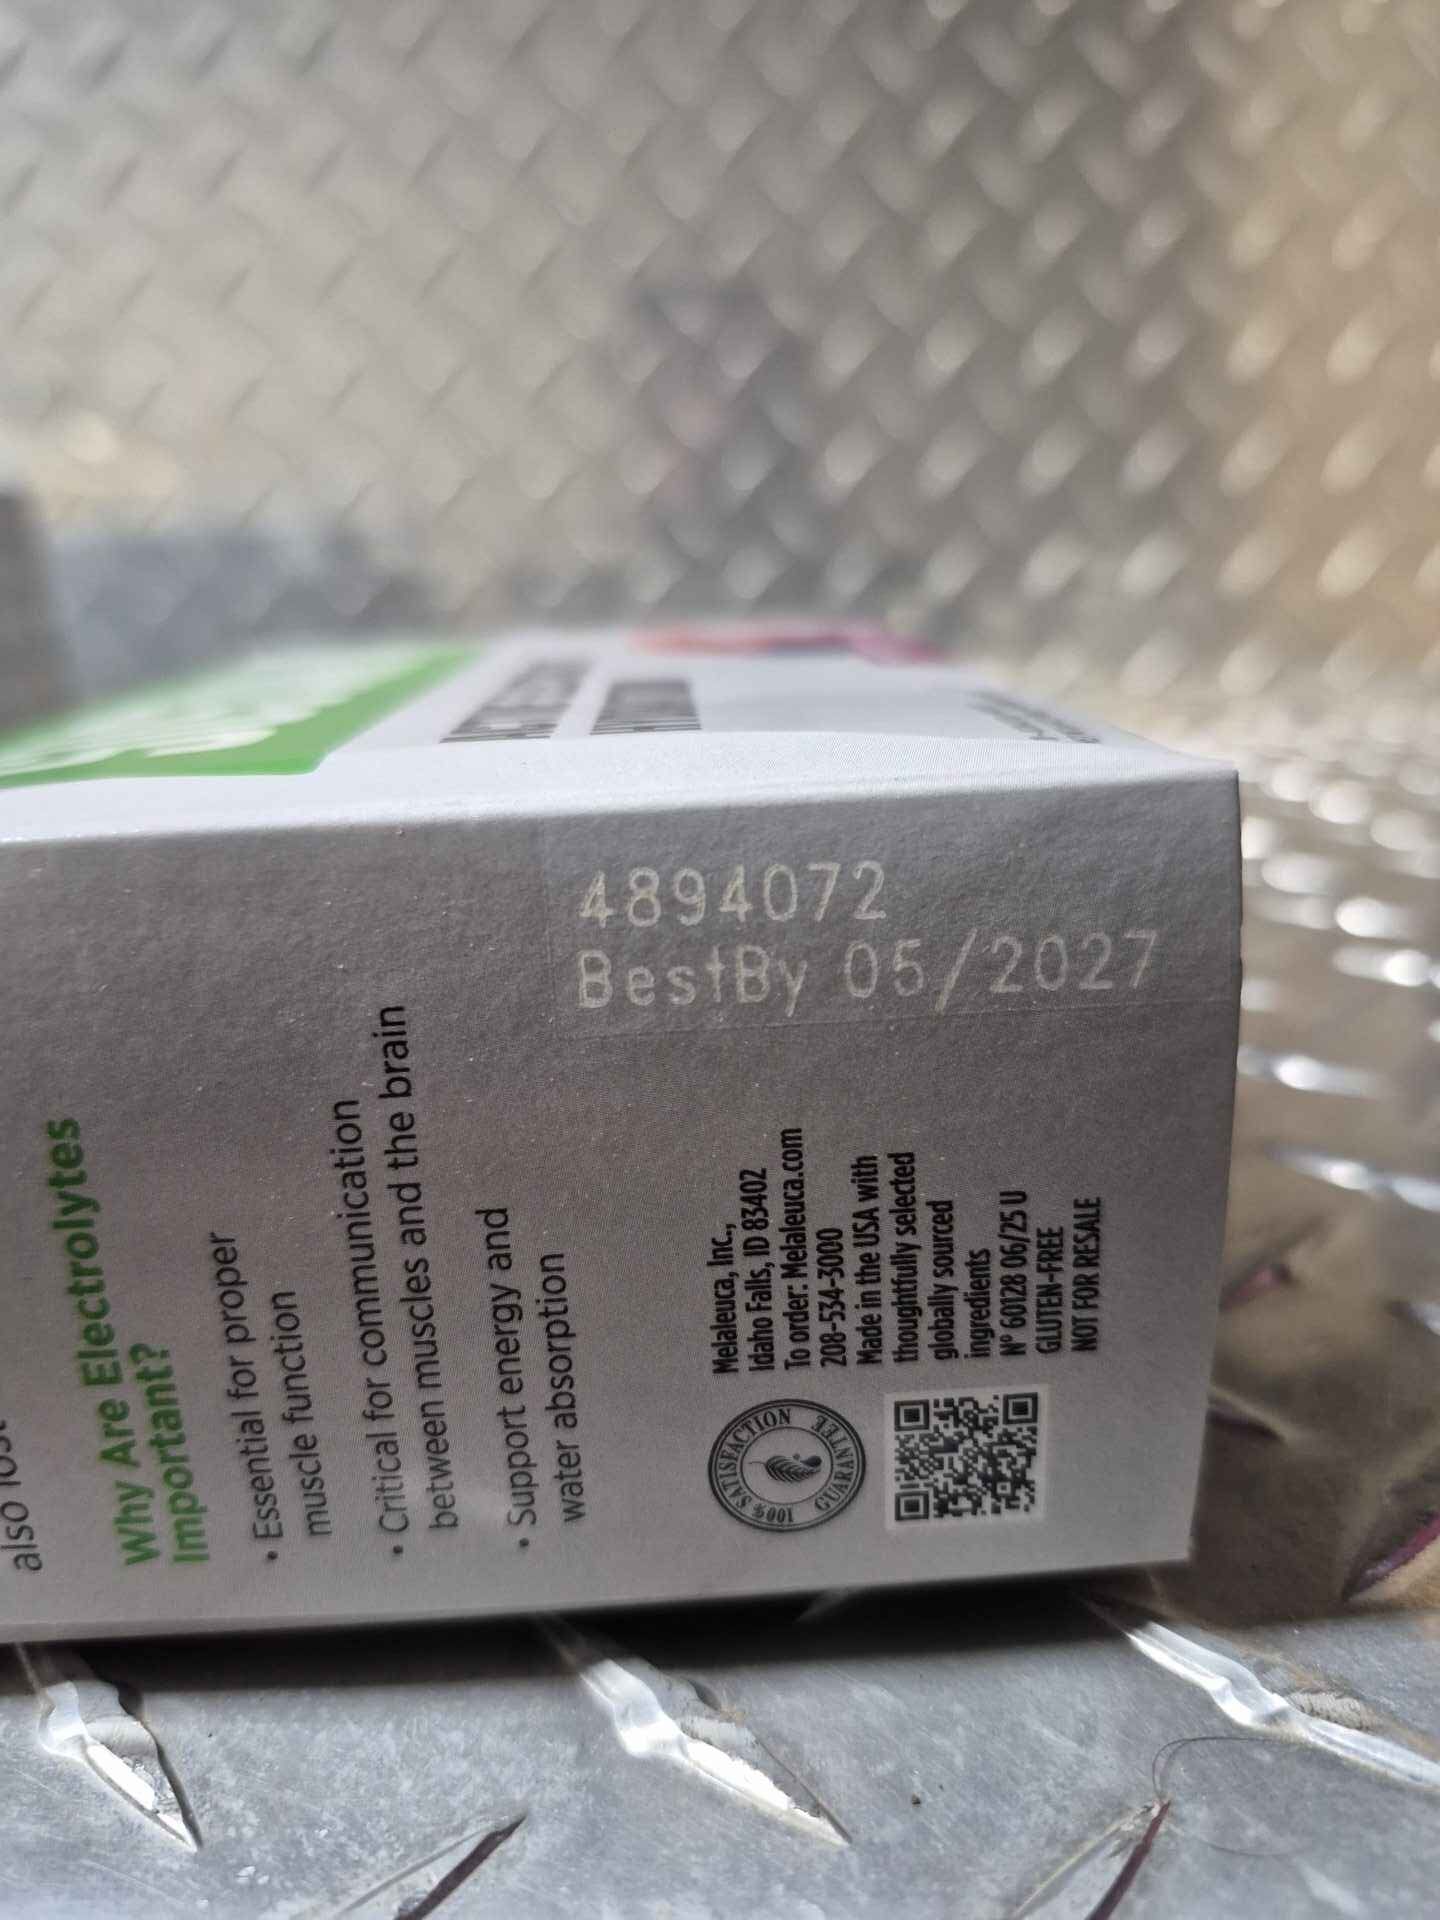 4894072
BestBy 05/2027
also lost
Why Are Electrolytes
Important?
• Essential for proper
muscle function
• Critical for communication
between muscles and the brain
• Support energy and
water absorption
100% SATISFACTION GUARANTEE
Melaleuca, Inc.,
Idaho Falls, ID 83402
To order: Melaleuca.com
208-534-3000
Made in the USA with
thoughtfully selected
globally sourced
ingredients
Nº 60128 06/25 U
GLUTEN-FREE
NOT FOR RESALE